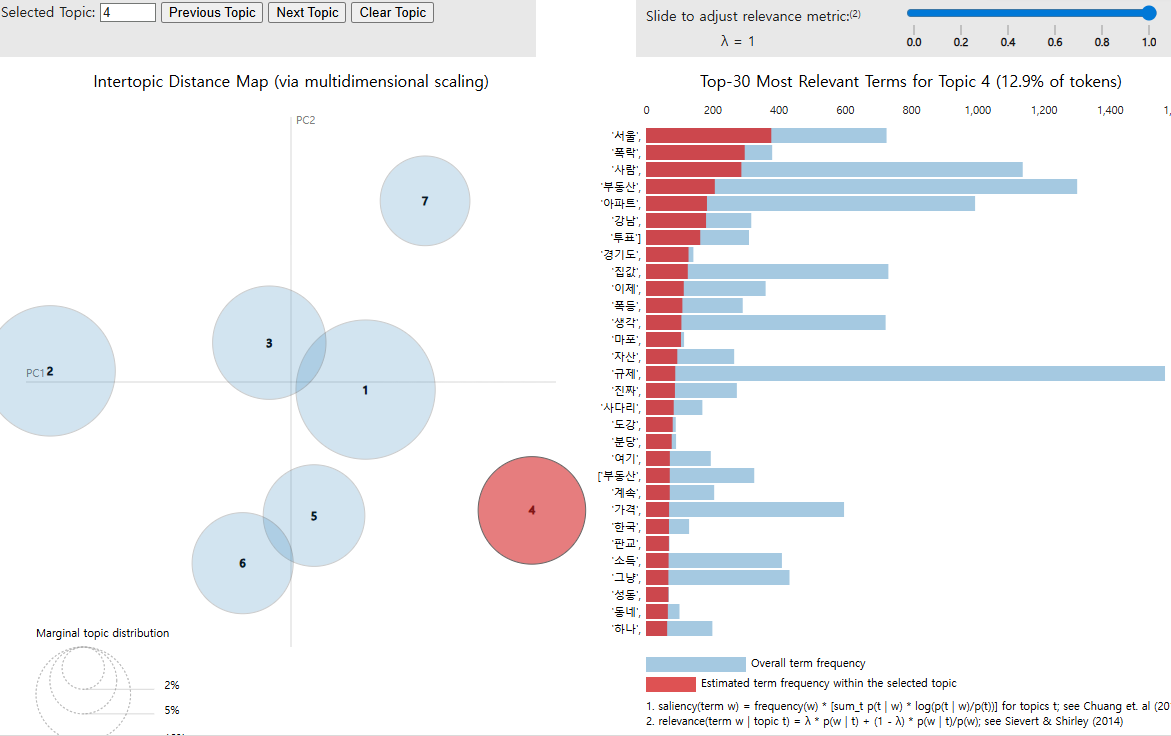 Selected Topic: 4 Previous Topic Next Topic Clear Topic
Slide to adjust relevance metric:(2)
λ = 1
0.0 0.2 0.4 0.6 0.8 1.0
Intertopic Distance Map (via multidimensional scaling)
PC2
PC1
7
2
3
1
4
5
6
Marginal topic distribution
2%
5%
Top-30 Most Relevant Terms for Topic 4 (12.9% of tokens)
0 200 400 600 800 1,000 1,200 1,400 1,
'서울',
'폭락',
'사람',
'부동산',
'아파트',
'강남',
'투표']
'경기도',
'집값',
'이제',
'폭등',
'생각',
'마포',
'자산',
'규제',
'진짜',
'사다리',
'도강',
'분당',
'여기',
['부동산',
'계속',
'가격',
'한국',
'판교',
'소득',
'그냥',
'성동',
'동네',
'하나',
Overall term frequency
Estimated term frequency within the selected topic
1. saliency(term w) = frequency(w) * [sum_t p(t | w) * log(p(t | w)/p(t))] for topics t; see Chuang et. al (20
2. relevance(term w | topic t) = λ * p(w | t) + (1 - λ) * p(w | t)/p(w); see Sievert & Shirley (2014)